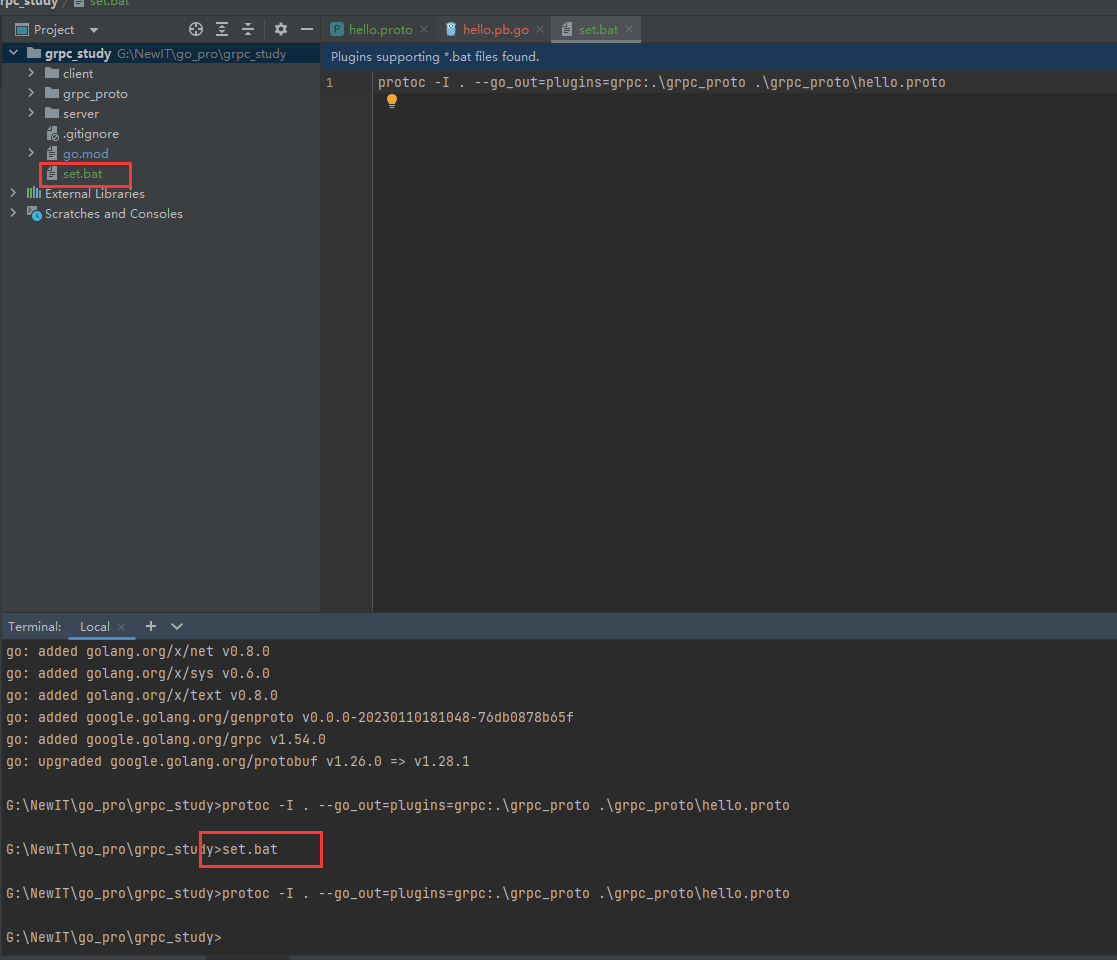 rpc_study / set.bat
Project
hello.proto
hello.pb.go
set.bat
grpc_study G:\NewIT\go_pro\grpc_study
client
grpc_proto
server
.gitignore
go.mod
set.bat
External Libraries
Scratches and Consoles
Plugins supporting *.bat files found.
1 protoc -I . --go_out=plugins=grpc:.\grpc_proto .\grpc_proto\hello.proto
Terminal: Local
go: added golang.org/x/net v0.8.0
go: added golang.org/x/sys v0.6.0
go: added golang.org/x/text v0.8.0
go: added google.golang.org/genproto v0.0.0-20230110181048-76db0878b65f
go: added google.golang.org/grpc v1.54.0
go: upgraded google.golang.org/protobuf v1.26.0 => v1.28.1
G:\NewIT\go_pro\grpc_study>protoc -I . --go_out=plugins=grpc:.\grpc_proto .\grpc_proto\hello.proto
G:\NewIT\go_pro\grpc_study>set.bat
G:\NewIT\go_pro\grpc_study>protoc -I . --go_out=plugins=grpc:.\grpc_proto .\grpc_proto\hello.proto
G:\NewIT\go_pro\grpc_study>